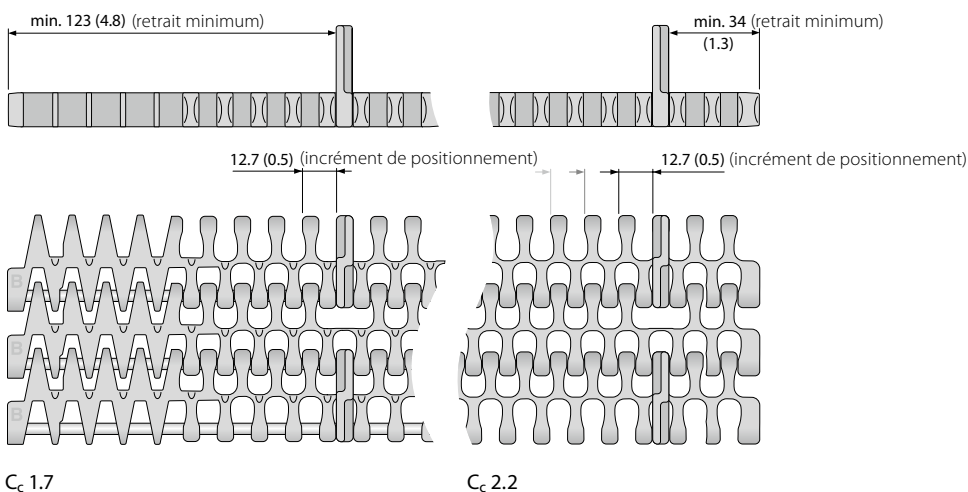 min. 123 (4.8) (retrait minimum)
min. 34 (retrait minimum)
(1.3)
12.7 (0.5) (incrément de positionnement)
12.7 (0.5) (incrément de positionnement)
B
B
B
Cc 1.7
Cc 2.2